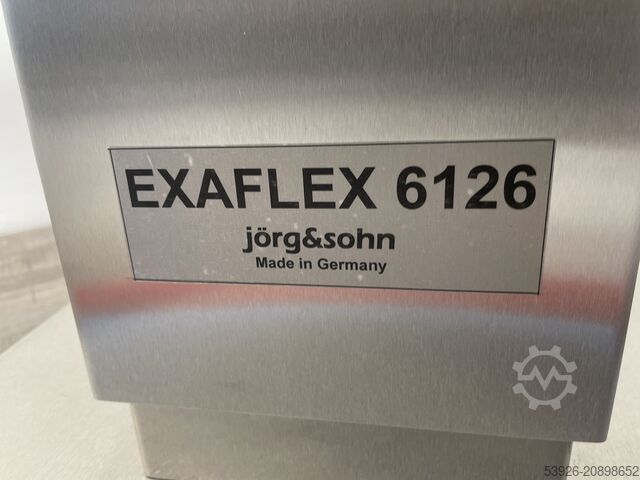 EXAFLEX 6126
jörg&sohn
Made in Germany
53926-20898652